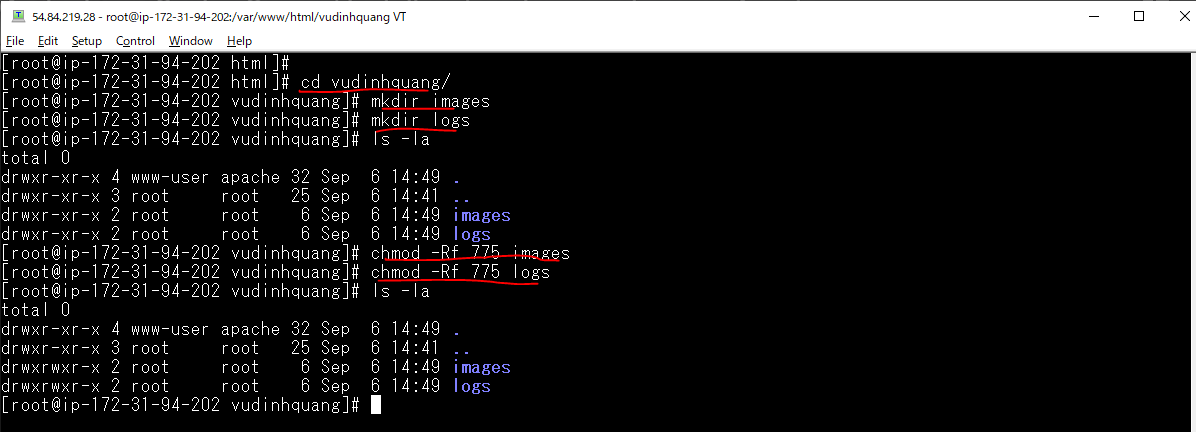 54.84.219.28 - root@ip-172-31-94-202:/var/www/html/vudinhquang VT
File Edit Setup Control Window Help
[root@ip-172-31-94-202 html]#
[root@ip-172-31-94-202 html]# cd vudinhquang/
[root@ip-172-31-94-202 vudinhquang]# mkdir images
[root@ip-172-31-94-202 vudinhquang]# mkdir logs
[root@ip-172-31-94-202 vudinhquang]# ls -la
total 0
drwxr-xr-x 4 www-user apache 32 Sep  6 14:49 .
drwxr-xr-x 3 root     root   25 Sep  6 14:41 ..
drwxr-xr-x 2 root     root    6 Sep  6 14:49 images
drwxr-xr-x 2 root     root    6 Sep  6 14:49 logs
[root@ip-172-31-94-202 vudinhquang]# chmod -Rf 775 images
[root@ip-172-31-94-202 vudinhquang]# chmod -Rf 775 logs
[root@ip-172-31-94-202 vudinhquang]# ls -la
total 0
drwxr-xr-x 4 www-user apache 32 Sep  6 14:49 .
drwxr-xr-x 3 root     root   25 Sep  6 14:41 ..
drwxrwxr-x 2 root     root    6 Sep  6 14:49 images
drwxrwxr-x 2 root     root    6 Sep  6 14:49 logs
[root@ip-172-31-94-202 vudinhquang]#